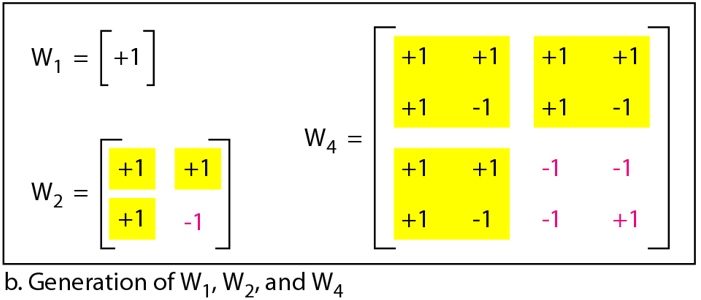 W1 = [+1]
W2 =
+1 +1
+1 -1
W4 =
+1 +1 +1 +1
+1 -1 +1 -1
+1 +1 -1 -1
+1 -1 -1 +1
b. Generation of W1, W2, and W4